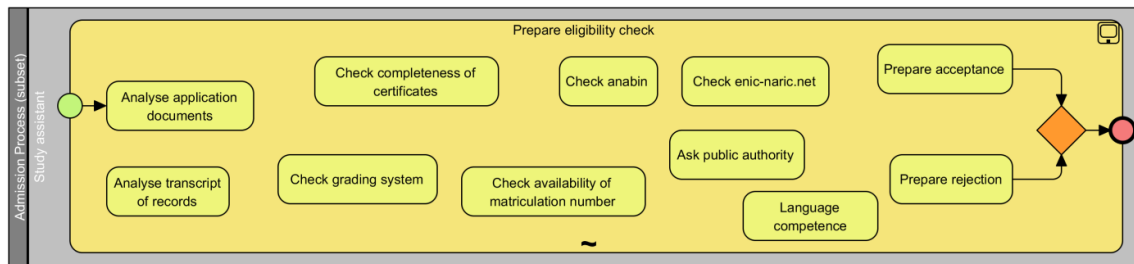 Admission Process (subset)
Study assistant
Prepare eligibility check
Analyse application
documents
Check completeness of
certificates
Check anabin
Check enic-naric.net
Prepare acceptance
Analyse transcript
of records
Check grading system
Check availability of
matriculation number
Ask public authority
Language
competence
Prepare rejection
~